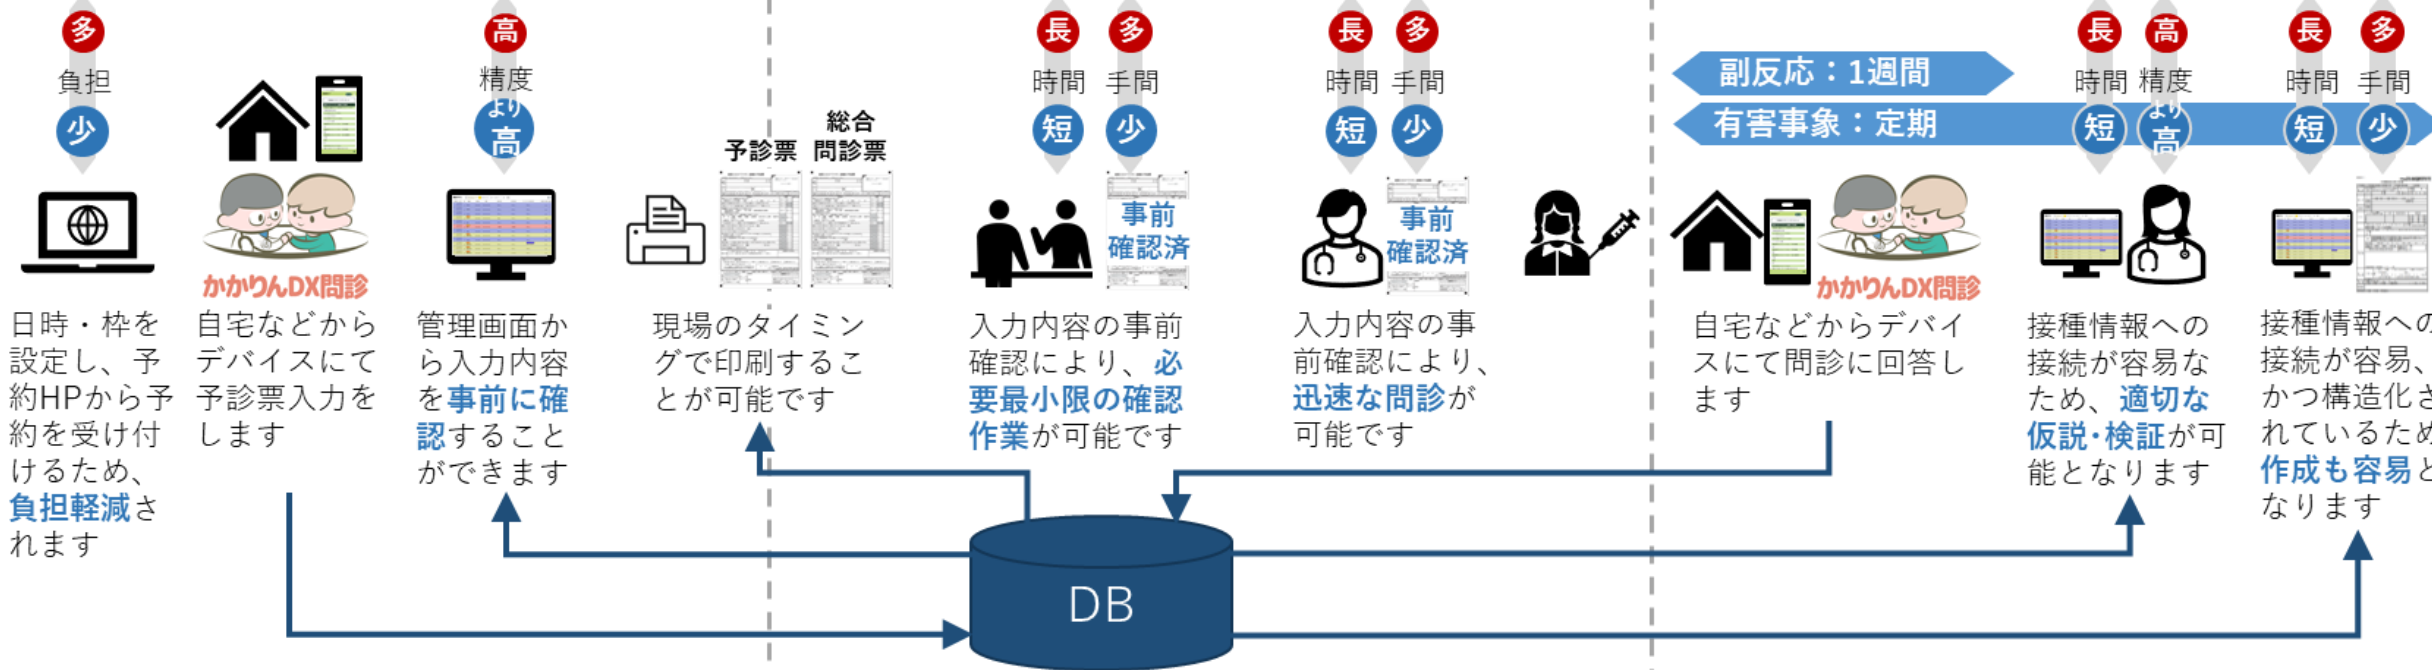 多
負担
少
日時・枠を
設定し、予
約HPから予
約を受け付
けるため、
負担軽減さ
れます
かかりんDX問診
自宅などから
デバイスにて
予診票入力を
します
高
精度
より
高
管理画面か
ら入力内容
を事前に確
認すること
ができます
予診票
総合
問診票
現場のタイミン
グで印刷するこ
とが可能です
長 多
時間 手間
短 少
事前
確認済
入力内容の事前
確認により、必
要最小限の確認
作業が可能です
長 多
時間 手間
短 少
事前
確認済
入力内容の事
前確認により、
迅速な問診が
可能です
副反応：1週間
有害事象：定期
かかりんDX問診
自宅などからデバイ
スにて問診に回答し
ます
長 高
時間 精度
短 より
高
接種情報への
接続が容易な
ため、適切な
仮説・検証が可
能となります
長 多
時間 手間
短 少
接種情報への
接続が容易、
かつ構造化さ
れているため
作成も容易と
なります
DB